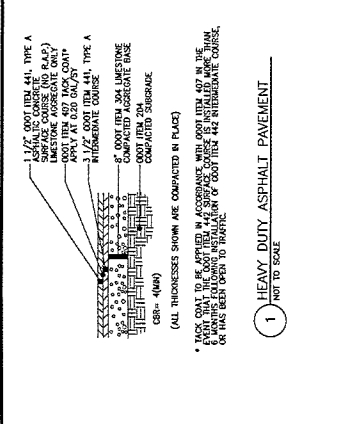 1 1/2" ODOT ITEM 441, TYPE A
ASPHALTIC CONCRETE
SURFACE COURSE (NO R.A.P.)
LIMESTONE AGGREGATE ONLY
ODOT ITEM 407 TACK COAT*
APPLY AT 0.20 GAL/SY
3 1/2" ODOT ITEM 441, TYPE A
INTERMEDIATE COURSE
8" ODOT ITEM 304 LIMESTONE
COMPACTED AGGREGATE BASE
ODOT ITEM 204
COMPACTED SUBGRADE
CBR= 4(MIN)
(ALL THICKNESSES SHOWN ARE COMPACTED IN PLACE)
* TACK COAT TO BE APPLIED IN ACCORDANCE WITH ODOT ITEM 407 IN THE
EVENT THAT THE ODOT ITEM 442 SURFACE COURSE IS INSTALLED MORE THAN
6 MONTHS FOLLOWING INSTALLATION OF ODOT ITEM 442 INTERMEDIATE COURSE,
OR HAS BEEN OPEN TO TRAFFIC.
1 HEAVY DUTY ASPHALT PAVEMENT
NOT TO SCALE